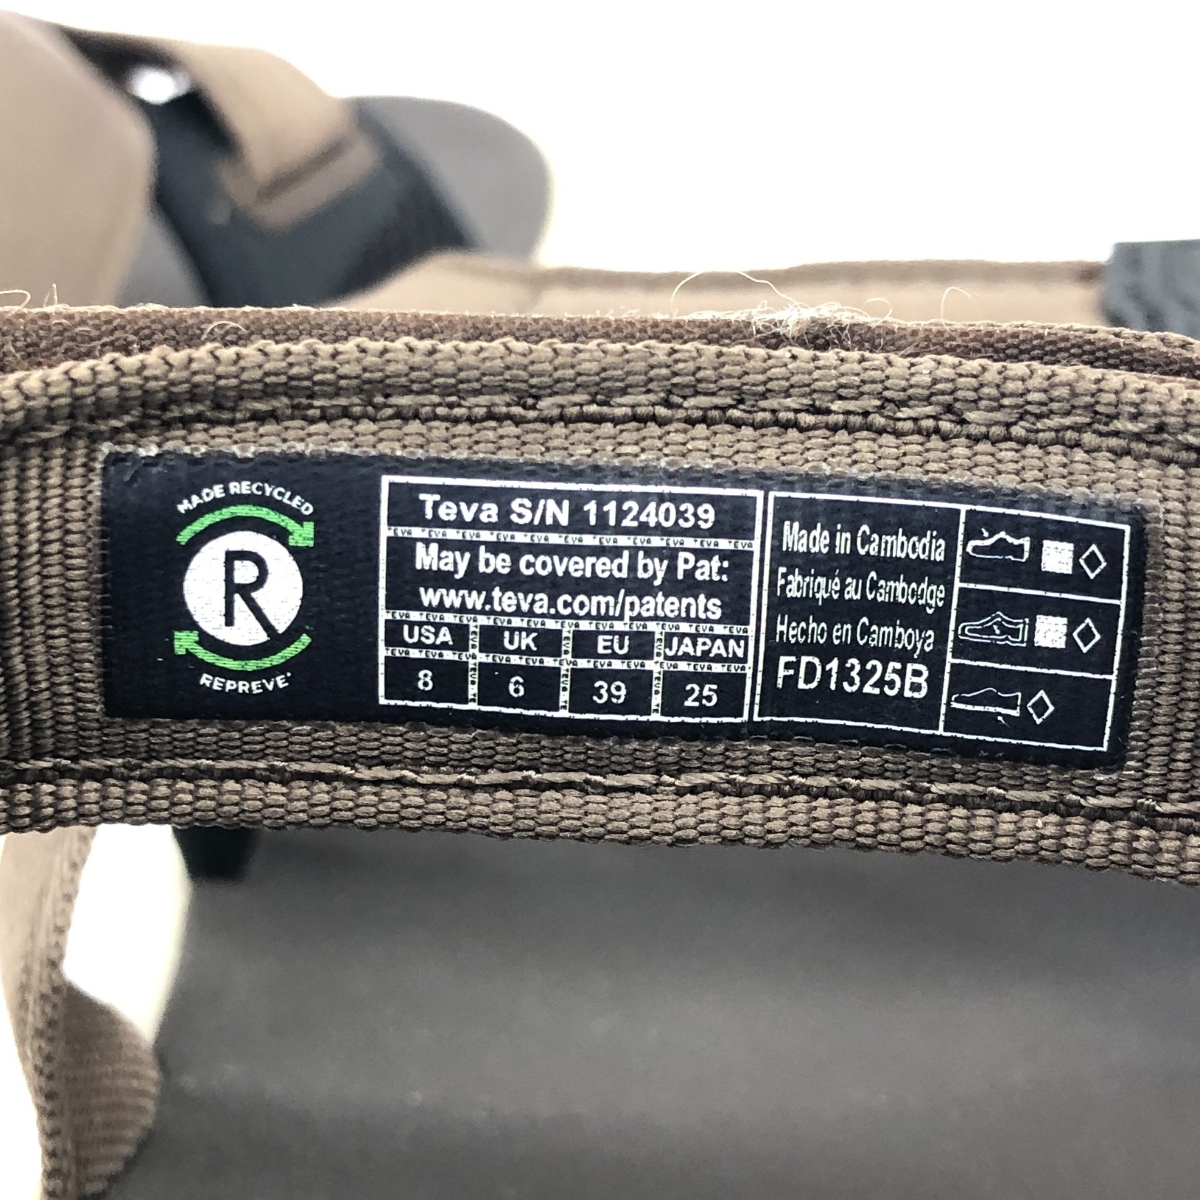 MADE RECYCLED
R
REPREVE
Teva S/N 1124039
May be covered by Pat:
www.teva.com/patents
USA UK EU JAPAN
8 6 39 25
Made in Cambodia
Fabriqué au Cambodge
Hecho en Camboya
FD1325B